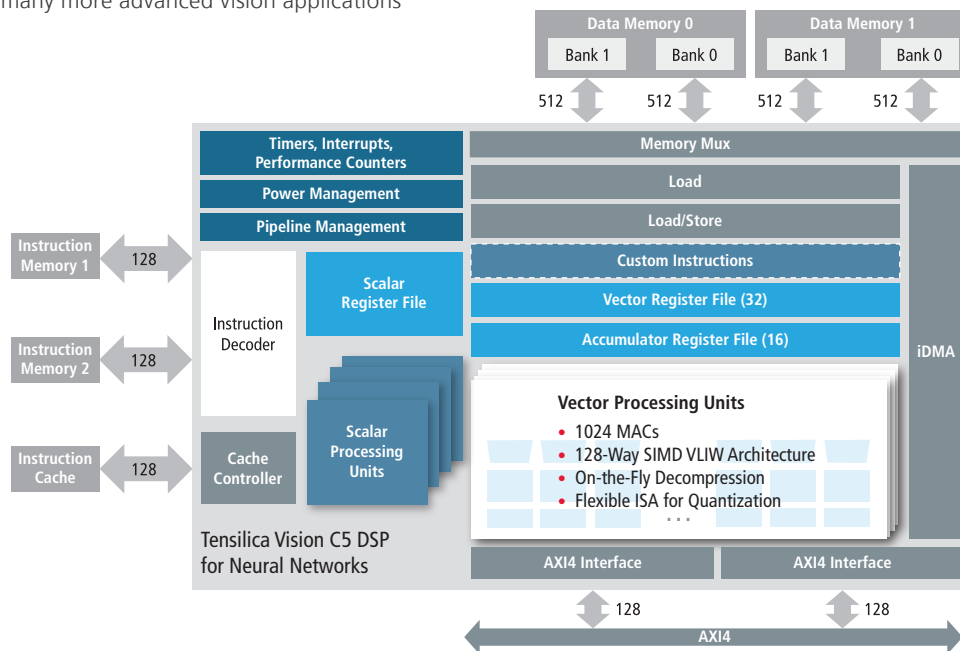 many more advanced vision applications
Data Memory 0
Data Memory 1
Bank 1
Bank 0
Bank 1
Bank 0
512
512
512
512
Timers, Interrupts,
Performance Counters
Power Management
Pipeline Management
Memory Mux
Load
Load/Store
Custom Instructions
Vector Register File (32)
Accumulator Register File (16)
iDMA
Instruction
Memory 1
128
Instruction
Memory 2
128
Instruction
Cache
128
Instruction
Decoder
Scalar
Register File
Cache
Controller
Scalar
Processing
Units
Vector Processing Units
• 1024 MACs
• 128-Way SIMD VLIW Architecture
• On-the-Fly Decompression
• Flexible ISA for Quantization
...
Tensilica Vision C5 DSP
for Neural Networks
AXI4 Interface
AXI4 Interface
128
128
AXI4